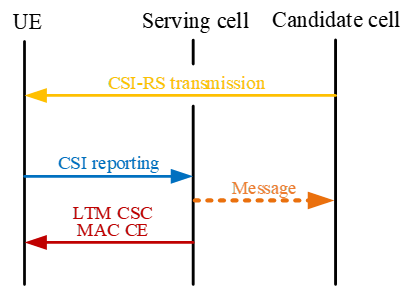 UE Serving cell Candidate cell
CSI-RS transmission
CSI reporting
Message
LTM CSC
MAC CE